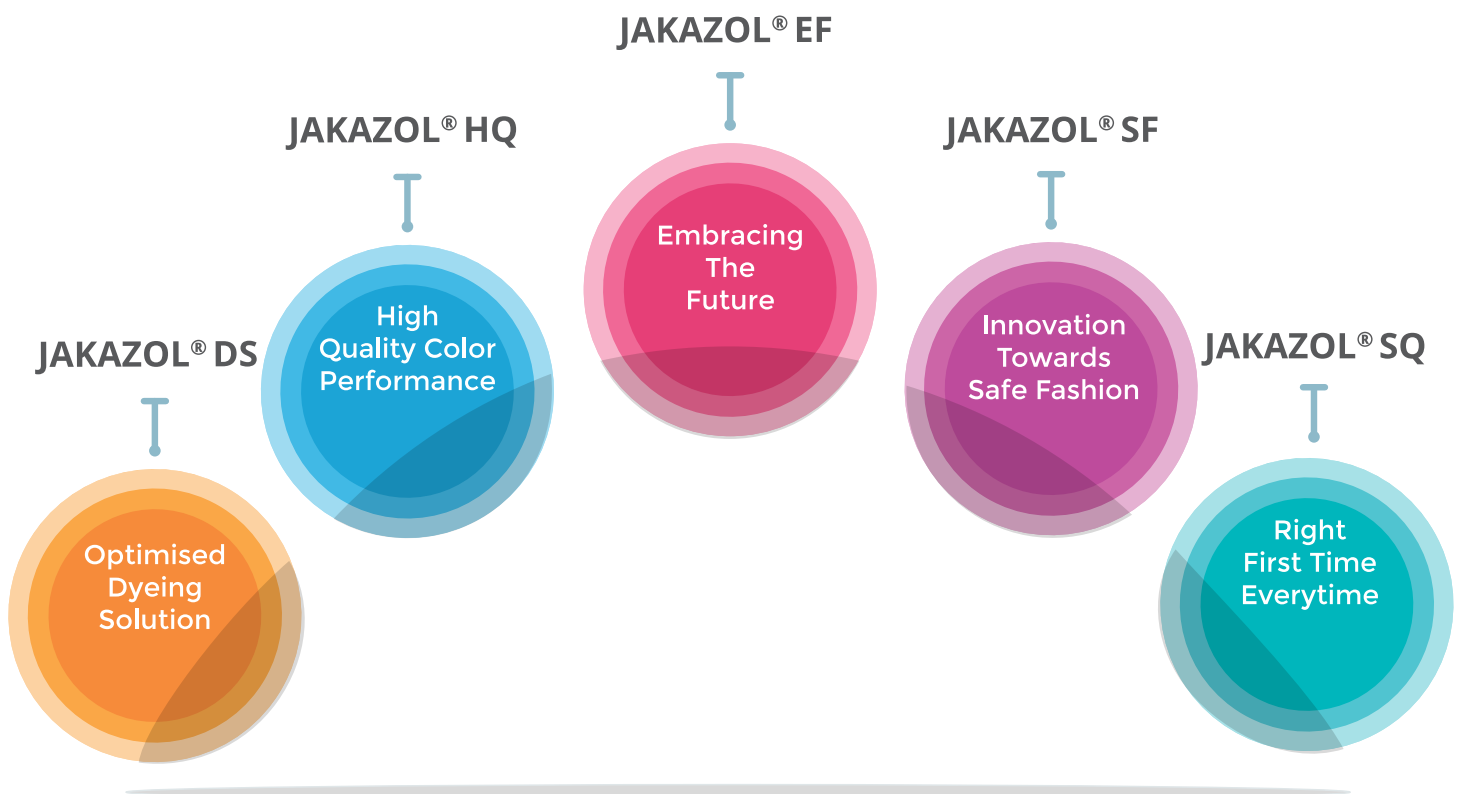 JAKAZOL® DS
Optimised
Dyeing
Solution
JAKAZOL® HQ
High
Quality Color
Performance
JAKAZOL® EF
Embracing
The
Future
JAKAZOL® SF
Innovation
Towards
Safe Fashion
JAKAZOL® SQ
Right
First Time
Everytime